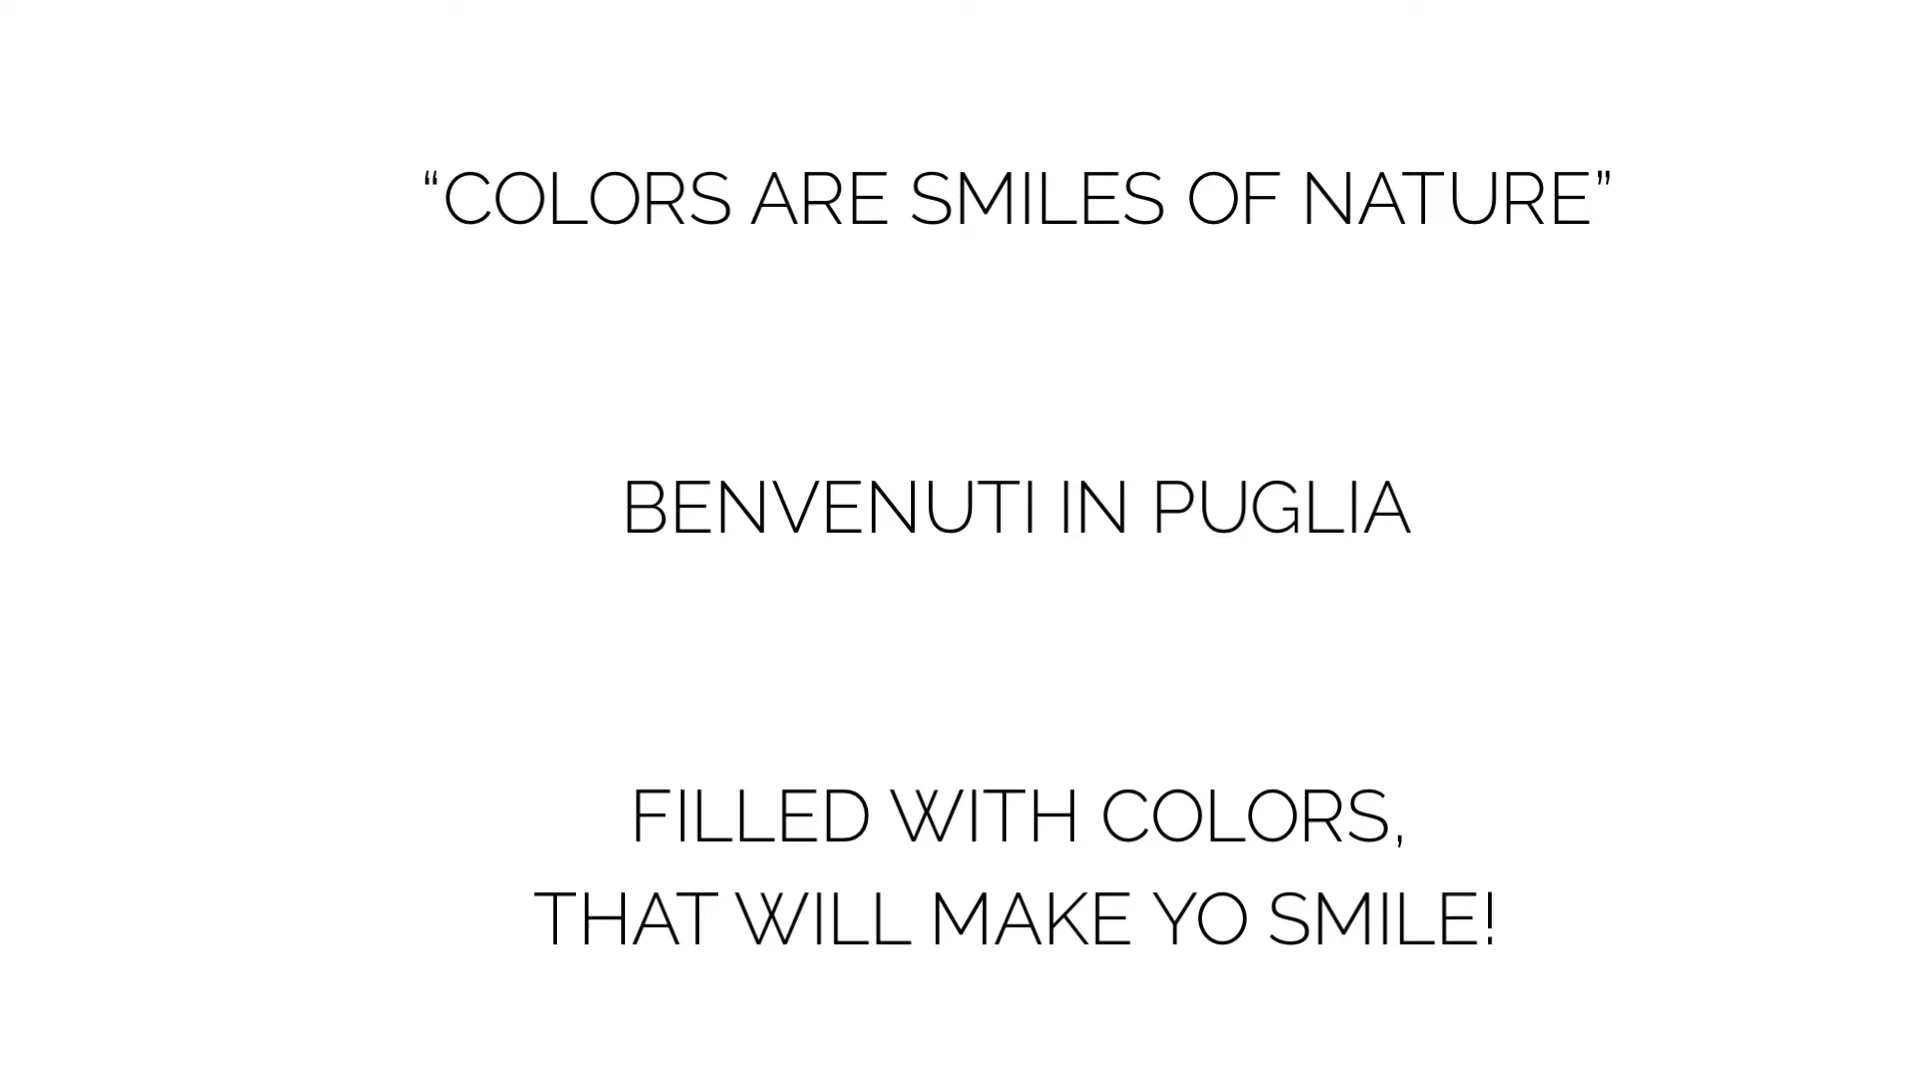 “COLORS ARE SMILES OF NATURE”
BENVENUTI IN PUGLIA
FILLED WITH COLORS,
THAT WILL MAKE YO SMILE!